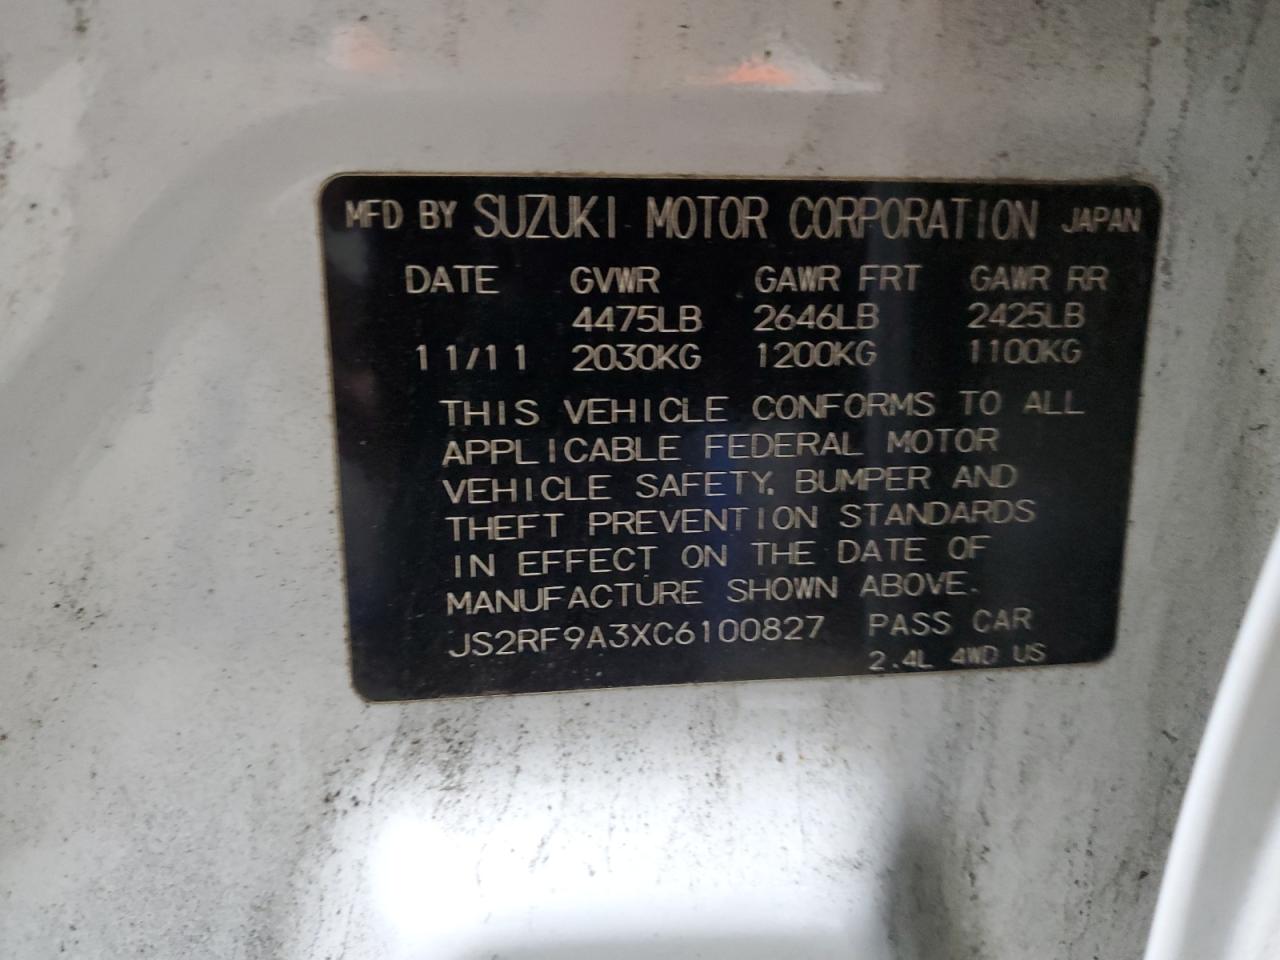 MFD BY SUZUKI MOTOR CORPORATION JAPAN
DATE GVWR GAWR FRT GAWR RR
4475LB 2646LB 2425LB
11/11 2030KG 1200KG 1100KG
THIS VEHICLE CONFORMS TO ALL
APPLICABLE FEDERAL MOTOR
VEHICLE SAFETY, BUMPER AND
THEFT PREVENTION STANDARDS
IN EFFECT ON THE DATE OF
MANUFACTURE SHOWN ABOVE.
JS2RF9A3XC6100827 PASS CAR
2.4L 4WD US